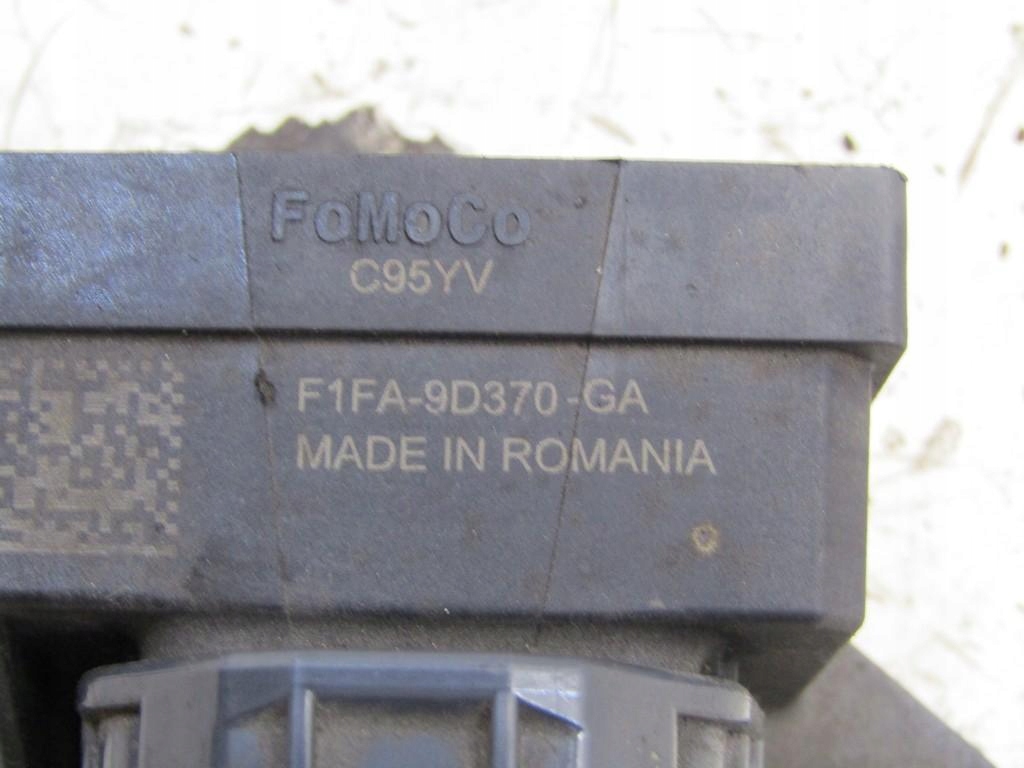 FoMoCo
C95YV
F1FA-9D370-GA
MADE IN ROMANIA